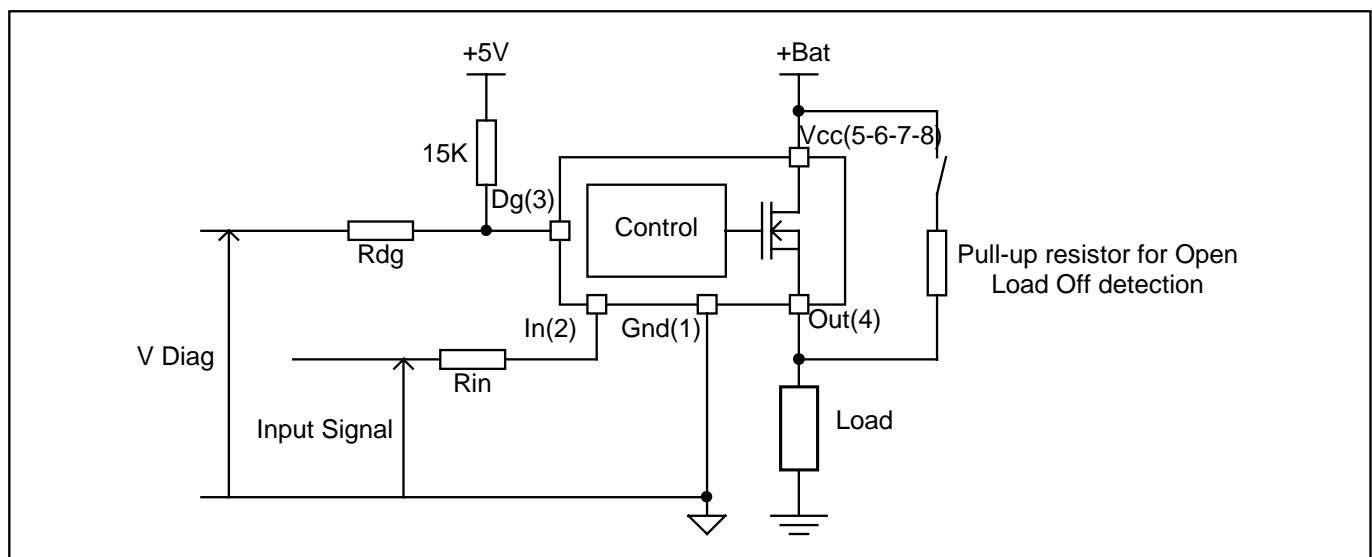 +5V
+Bat
Vcc(5-6-7-8)
15K
Dg(3)
Control
Rdg
Pull-up resistor for Open
Load Off detection
In(2)
Gnd(1)
Out(4)
V Diag
Rin
Input Signal
Load